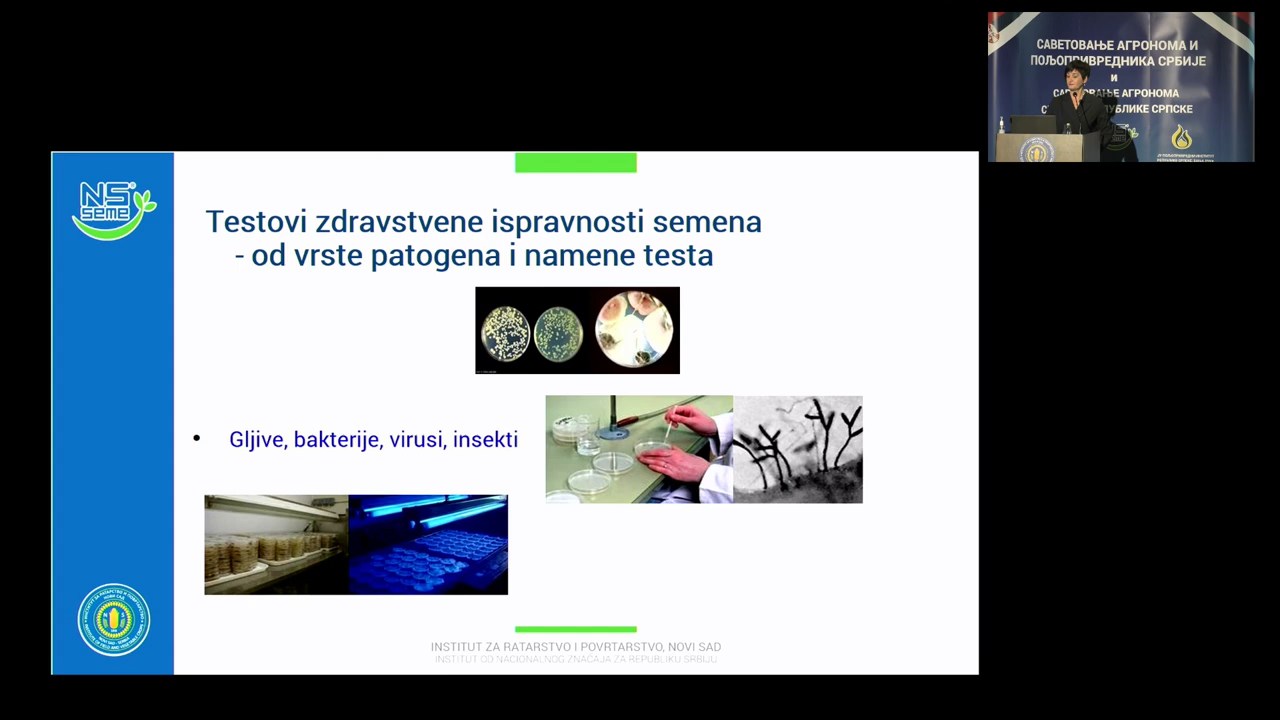 NS
seme
Testovi zdravstvene ispravnosti semena
- od vrste patogena i namene testa
• Gljive, bakterije, virusi, insekti
INSTITUT ZA RATARSTVO I POVRTARSTVO, NOVI SAD
INSTITUT OD NACIONALNOG ZNAČAJA ZA REPUBLIKU SRBIJU
САВЕТОВАЊЕ АГРОНОМА И
ПОЉОПРИВРЕДНИКА СРБИЈЕ
И
АГРОНОМА
СРПСКЕ